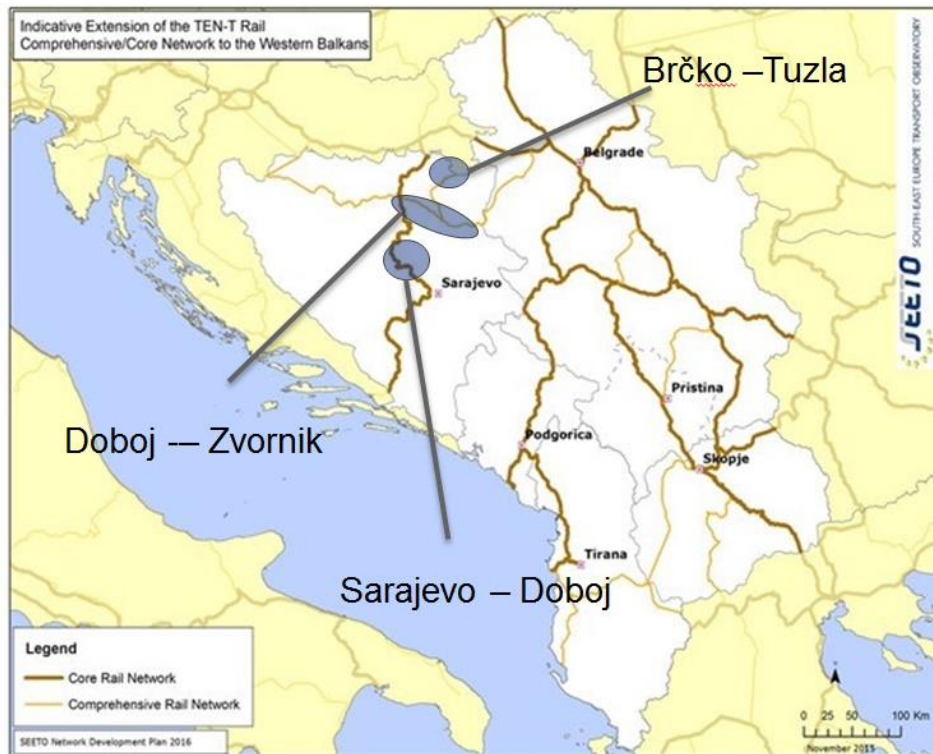 Indicative Extension of the TEN-T Rail
Comprehensive/Core Network to the Western Balkans
Brčko –Tuzla
SOUTH-EAST EUROPE TRANSPORT OBSERVATORY
SEETO
Belgrade
Sarajevo
Pristina
Doboj –- Zvornik
Podgorica
Skopje
Tirana
Sarajevo – Doboj
Legend
Core Rail Network
Comprehensive Rail Network
SEETO Network Development Plan 2016
0 25 50 100 Km
November 2015